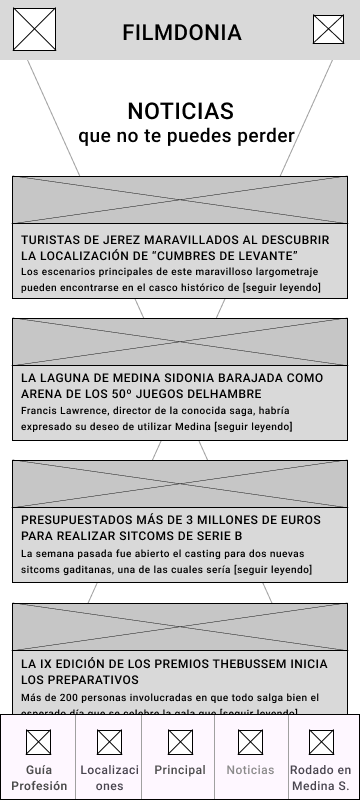 FILMDONIA
NOTICIAS
que no te puedes perder
TURISTAS DE JEREZ MARAVILLADOS AL DESCUBRIR
LA LOCALIZACIÓN DE “CUMBRES DE LEVANTE”
Los escenarios principales de este maravilloso largometraje
pueden encontrarse en el casco histórico de [seguir leyendo]
LA LAGUNA DE MEDINA SIDONIA BARAJADA COMO
ARENA DE LOS 50º JUEGOS DELHAMBRE
Francis Lawrence, director de la conocida saga, habría
expresado su deseo de utilizar Medina [seguir leyendo]
PRESUPUESTADOS MÁS DE 3 MILLONES DE EUROS
PARA REALIZAR SITCOMS DE SERIE B
La semana pasada fue abierto el casting para dos nuevas
sitcoms gaditanas, una de las cuales sería [seguir leyendo]
LA IX EDICIÓN DE LOS PREMIOS THEBUSSEM INICIA
LOS PREPARATIVOS
Más de 200 personas involucradas en que todo salga bien el
esperado día que se celebre la gala que [seguir leyendo]
Guía
Profesión
Localizaci
ones
Principal
Noticias
Rodado en
Medina S.